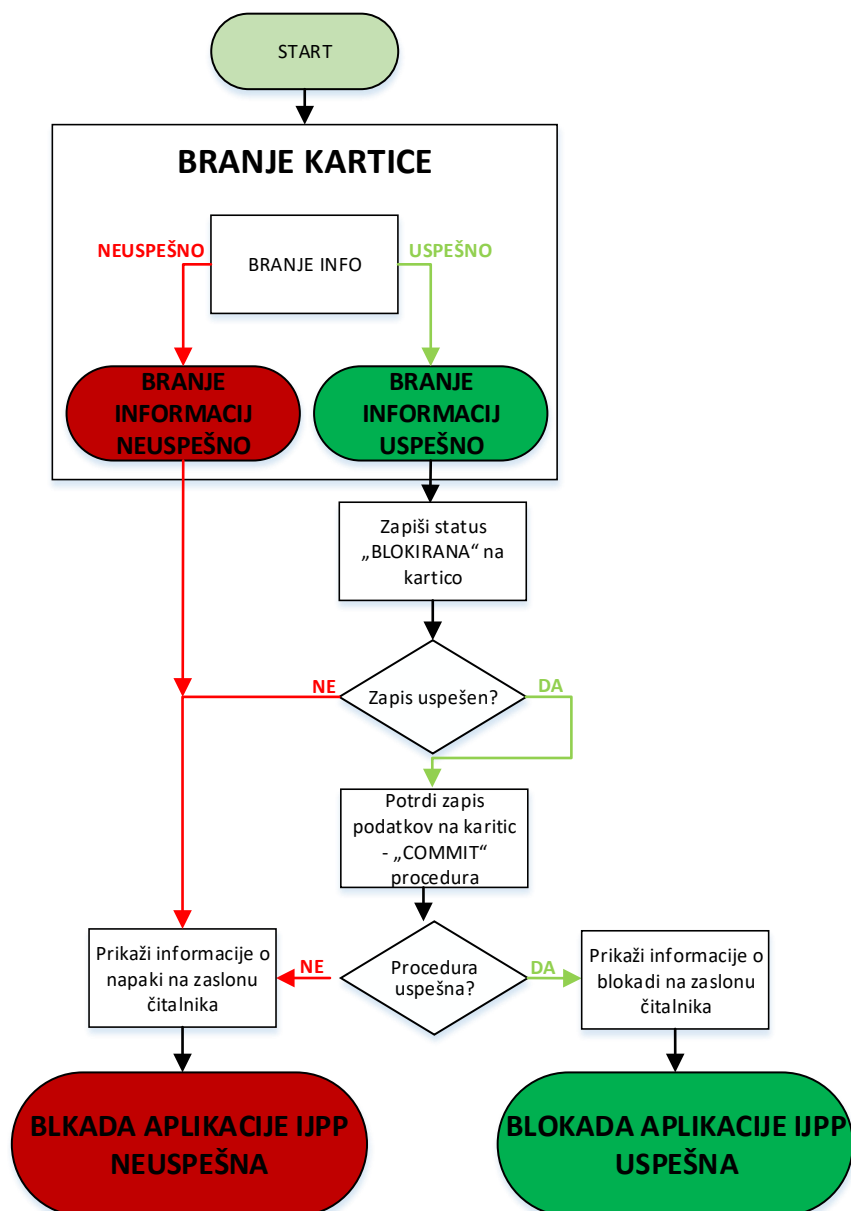 START
BRANJE KARTICE
NEUSPEŠNO
USPEŠNO
BRANJE INFO
BRANJE
INFORMACIJ
NEUSPEŠNO
BRANJE
INFORMACIJ
USPEŠNO
Zapiši status
„BLOKIRANA“ na
kartico
NE
Zapis uspešen?
DA
Potrdi zapis
podatkov na karitic
- „COMMIT“
procedura
Prikaži informacije o
napaki na zaslonu
čitalnika
NE
Procedura
uspešna?
DA
Prikaži informacije o
blokadi na zaslonu
čitalnika
BLKADA APLIKACIJE IJPP
NEUSPEŠNA
BLOKADA APLIKACIJE IJPP
USPEŠNA